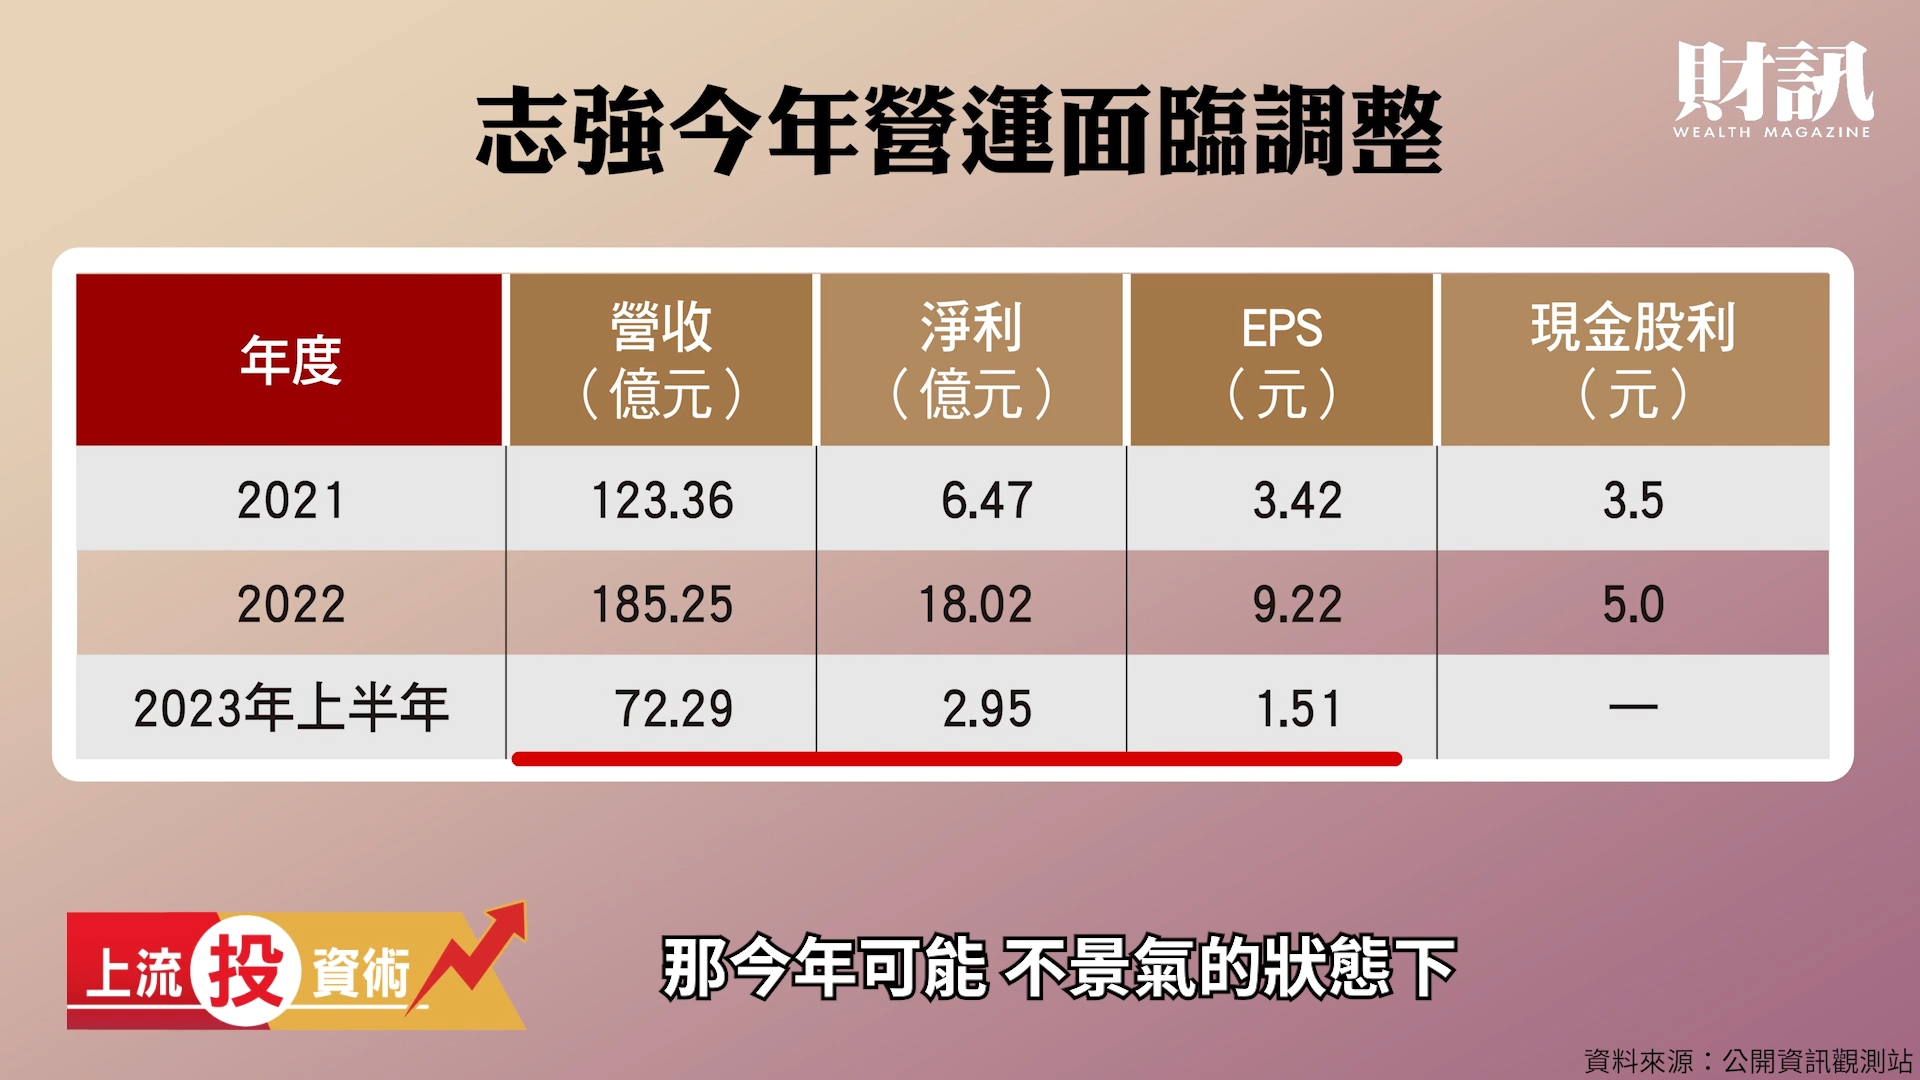 志強今年營運面臨調整
財訊
WEALTH MAGAZINE
年度 營收（億元） 淨利（億元） EPS（元） 現金股利（元）
2021 123.36 6.47 3.42 3.5
2022 185.25 18.02 9.22 5.0
2023年上半年 72.29 2.95 1.51 —
上流投資術
那今年可能 不景氣的狀態下
資料來源：公開資訊觀測站